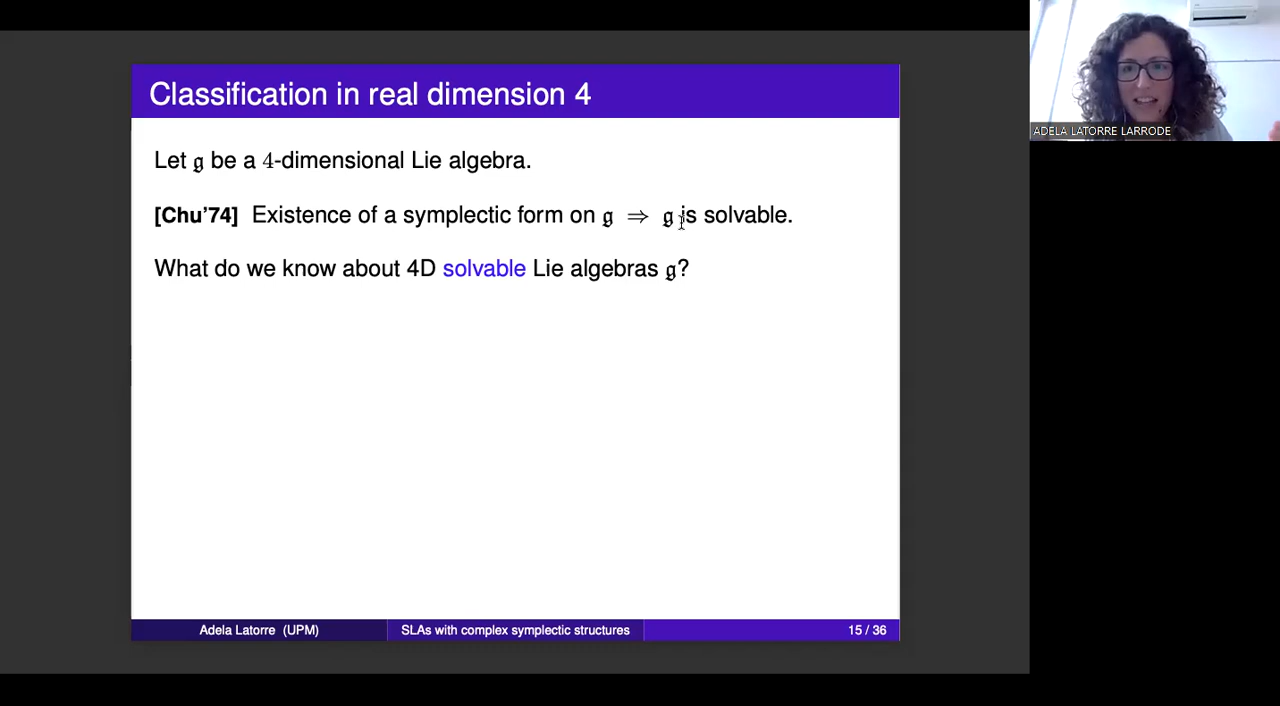 Classification in real dimension 4
Let 𝔤 be a 4-dimensional Lie algebra.
[Chu'74] Existence of a symplectic form on 𝔤 ⇒ 𝔤 is solvable.
What do we know about 4D solvable Lie algebras 𝔤?
Adela Latorre (UPM) SLAs with complex symplectic structures 15 / 36
ADELA LATORRE LARRODE